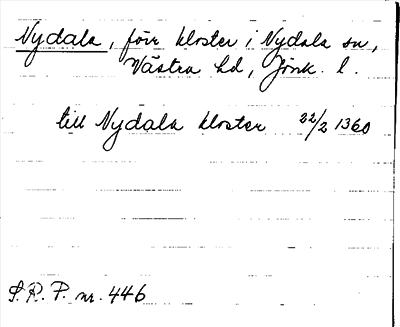 Nydala, förr kloster i Nydala sn,
Västra hd, Jönk. l.
till Nydala kloster 22/2 1360
S.R.P. nr. 446